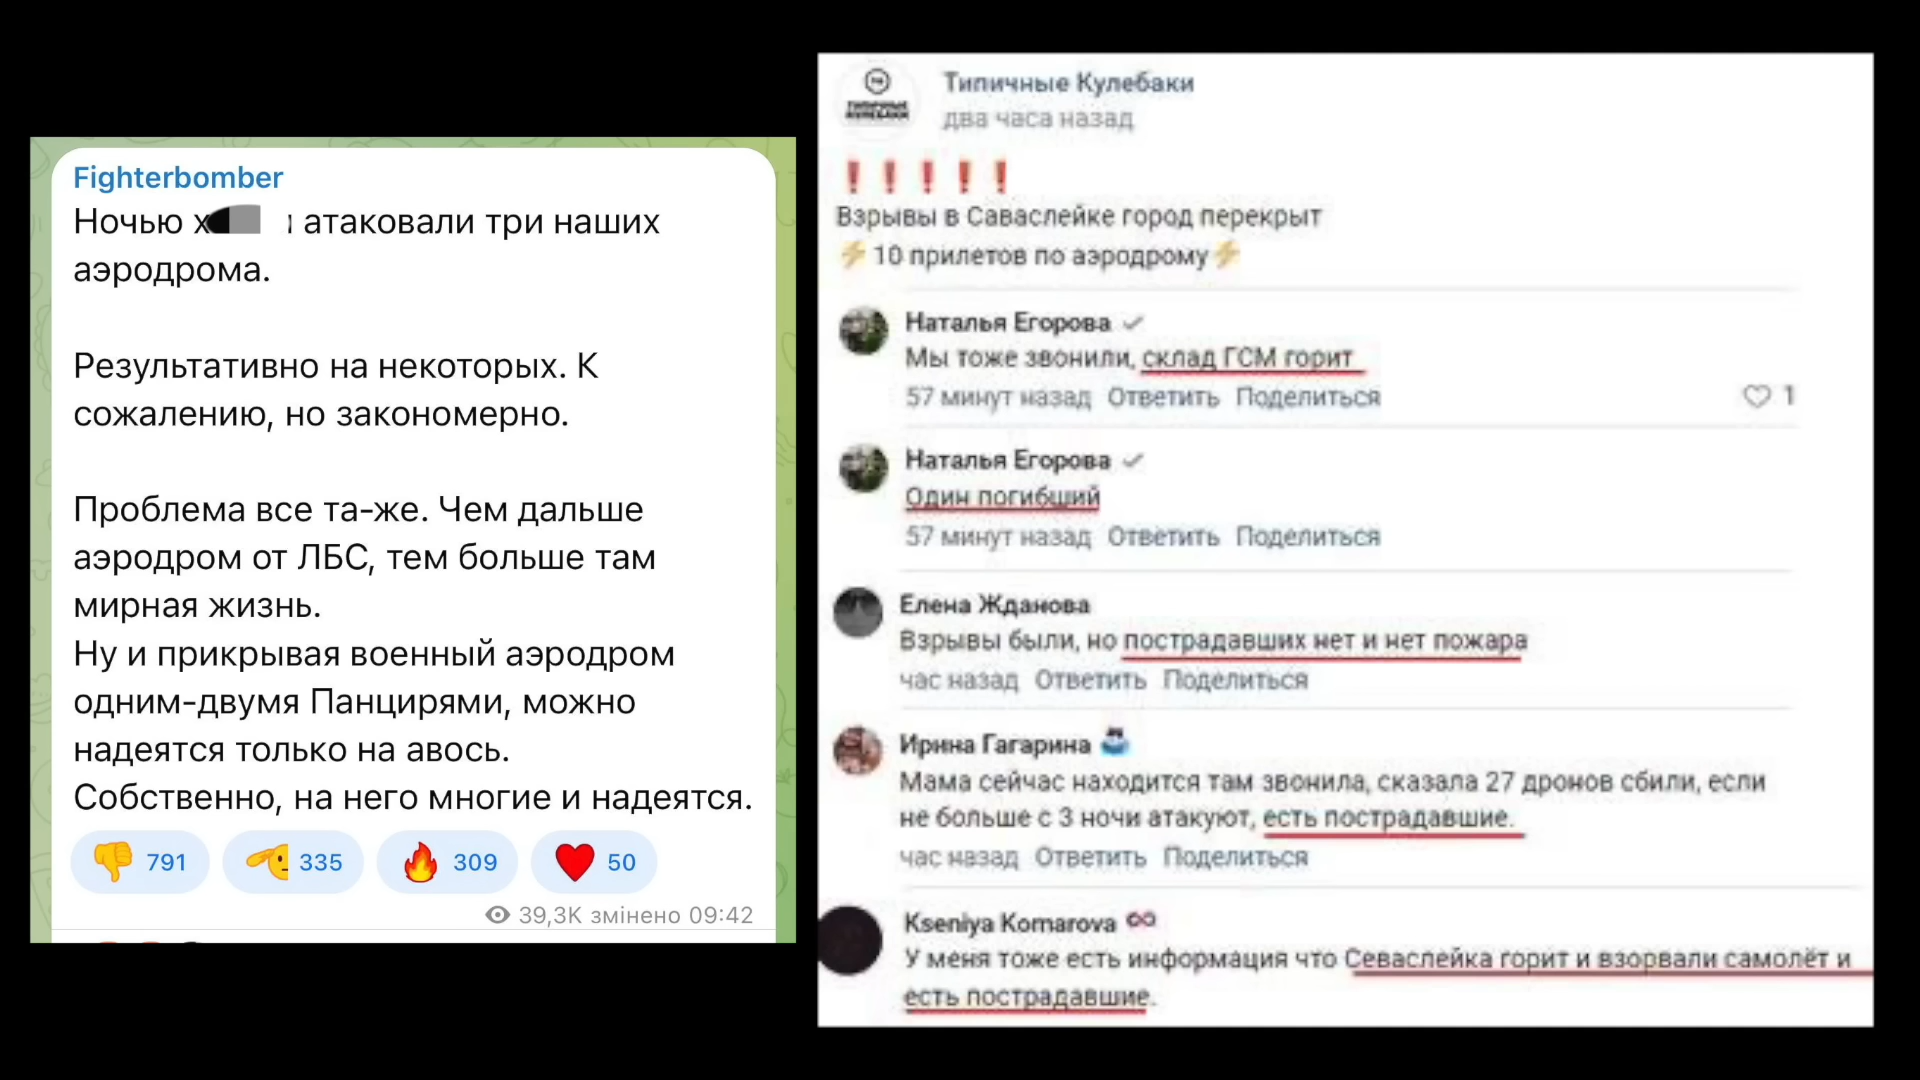 Fighterbomber
Ночью х атаковали три наших
аэродрома.
Результативно на некоторых. К
сожалению, но закономерно.
Проблема все та-же. Чем дальше
аэродром от ЛБС, тем больше там
мирная жизнь.
Ну и прикрывая военный аэродром
одним-двумя Панцирями, можно
надеятся только на авось.
Собственно, на него многие и надеятся.
👎 791 🫡 335 🔥 309 ❤ 50
39,3K змінено 09:42
ТИПИЧНЫЕ
КУЛЕБАКИ
Типичные Кулебаки
два часа назад
❗❗❗❗❗
Взрывы в Саваслейке город перекрыт
⚡10 прилетов по аэродрому⚡
Наталья Егорова
Мы тоже звонили, склад ГСМ горит
57 минут назад Ответить Поделиться 1
Наталья Егорова
Один погибший
57 минут назад Ответить Поделиться
Елена Жданова
Взрывы были, но пострадавших нет и нет пожара
час назад Ответить Поделиться
Ирина Гагарина
Мама сейчас находится там звонила, сказала 27 дронов сбили, если
не больше с 3 ночи атакуют, есть пострадавшие.
час назад Ответить Поделиться
Kseniya Komarova
У меня тоже есть информация что Севаслейка горит и взорвали самолёт и
есть пострадавшие.